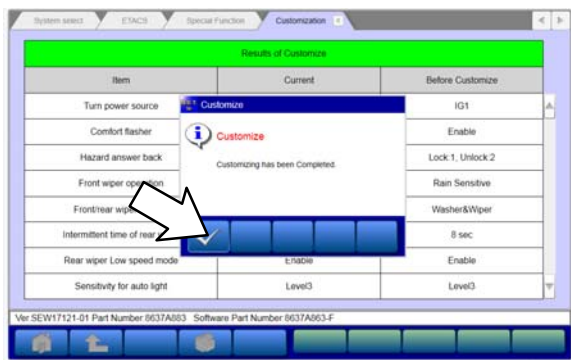 System select ETACS Special Function Customization
Results of Customize
Item Current Before Customize
Turn power source IG1
Comfort flasher Enable
Hazard answer back Lock:1, Unlock:2
Front wiper operation Rain Sensitive
Front/rear wiper Washer&Wiper
Intermittent time of rear 8 sec
Rear wiper Low speed mode Enable Enable
Sensitivity for auto light Level3 Level3
Customize
Customize
Customizing has been Completed.
Ver.SEW17121-01 Part Number 8637A883 Software Part Number 8637A863-F